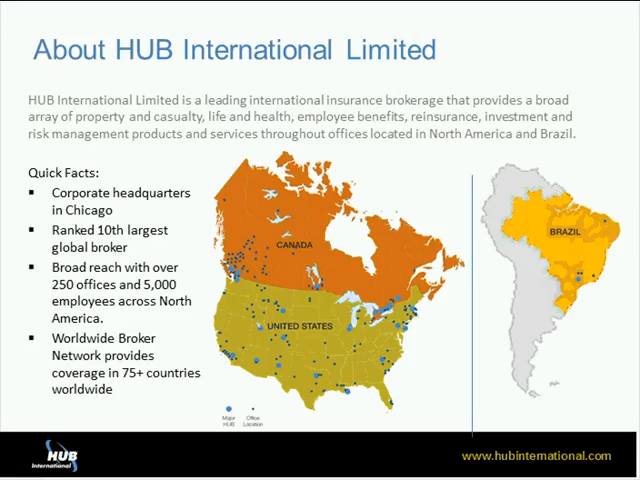 About HUB International Limited
HUB International Limited is a leading international insurance brokerage that provides a broad
array of property and casualty, life and health, employee benefits, reinsurance, investment and
risk management products and services throughout offices located in North America and Brazil.
Quick Facts:
▪ Corporate headquarters
in Chicago
▪ Ranked 10th largest
global broker
▪ Broad reach with over
250 offices and 5,000
employees across North
America.
▪ Worldwide Broker
Network provides
coverage in 75+ countries
worldwide
CANADA
UNITED STATES
BRAZIL
Major
HUB
Office
Location
HUB
International
www.hubinternational.com